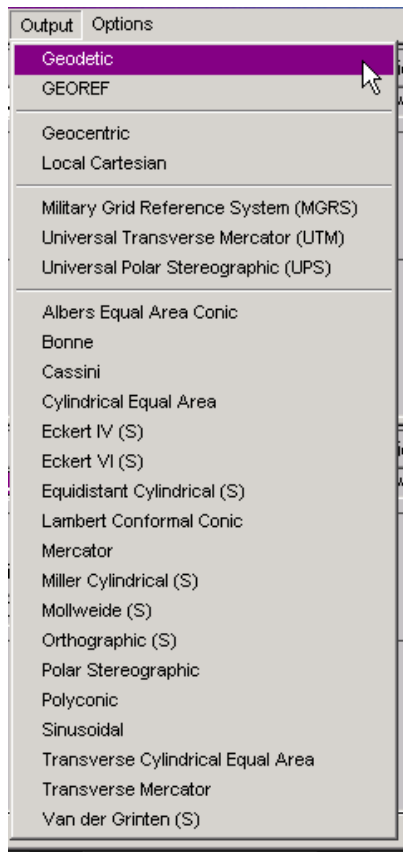 Output Options
Geodetic
GEOREF
Geocentric
Local Cartesian
Military Grid Reference System (MGRS)
Universal Transverse Mercator (UTM)
Universal Polar Stereographic (UPS)
Albers Equal Area Conic
Bonne
Cassini
Cylindrical Equal Area
Eckert IV (S)
Eckert VI (S)
Equidistant Cylindrical (S)
Lambert Conformal Conic
Mercator
Miller Cylindrical (S)
Mollweide (S)
Orthographic (S)
Polar Stereographic
Polyconic
Sinusoidal
Transverse Cylindrical Equal Area
Transverse Mercator
Van der Grinten (S)